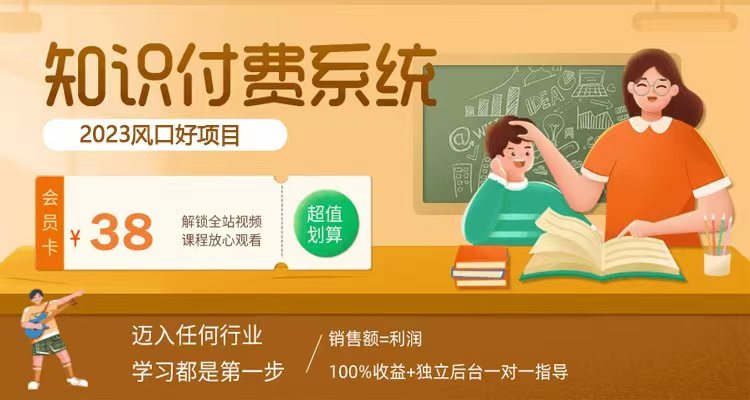 知识付费系统
2023风口好项目
会员卡
¥38
解锁全站视频
课程放心观看
超值
划算
IDEA
迈入任何行业
学习都是第一步
销售额=利润
100%收益+独立后台一对一指导